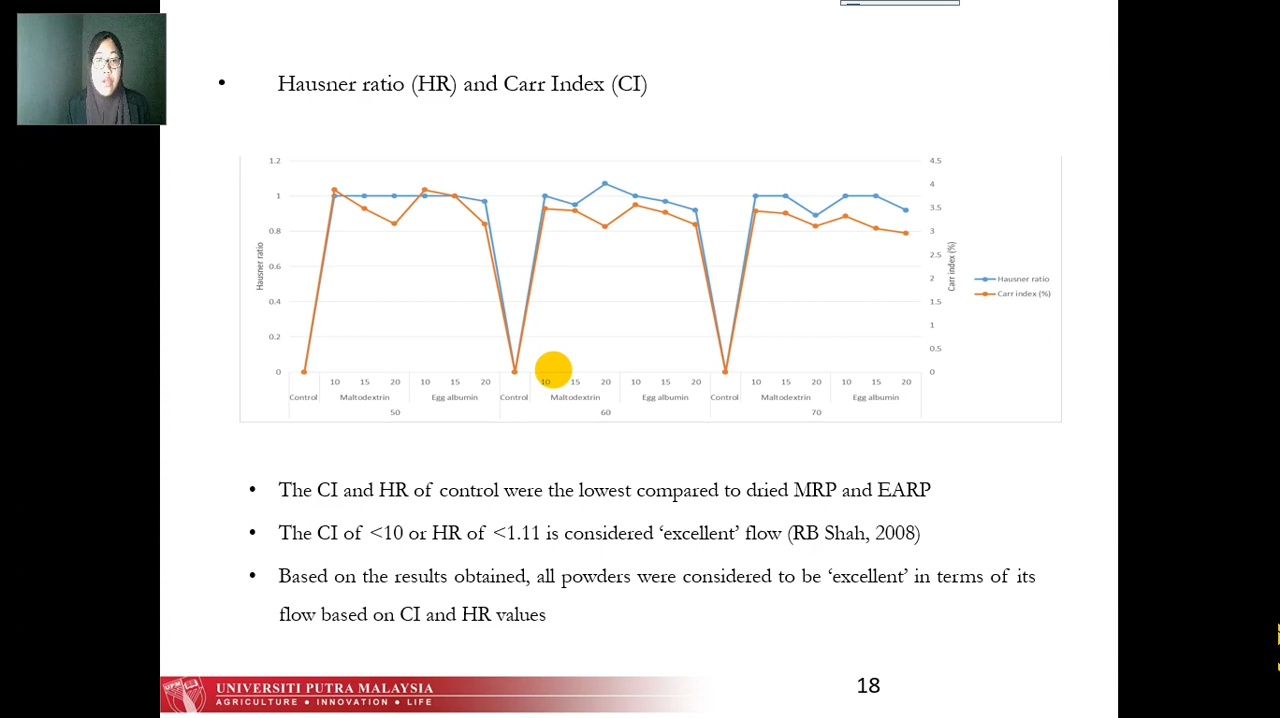 • Hausner ratio (HR) and Carr Index (CI)
1.2 4.5
4
1 3.5
0.8 3
2.5
0.6 2
0.4 1.5
1
0.2 0.5
0 0
Hausner ratio
Carr index (%)
Hausner ratio
Carr index (%)
10 15 20 10 15 20 10 15 20 10 15 20 10 15 20 10 15 20
Control Maltodextrin Egg albumin Control Maltodextrin Egg albumin Control Maltodextrin Egg albumin
50 60 70
• The CI and HR of control were the lowest compared to dried MRP and EARP
• The CI of <10 or HR of <1.11 is considered ‘excellent’ flow (RB Shah, 2008)
• Based on the results obtained, all powders were considered to be ‘excellent’ in terms of its
flow based on CI and HR values
UPM
UNIVERSITI PUTRA MALAYSIA
AGRICULTURE • INNOVATION • LIFE
18